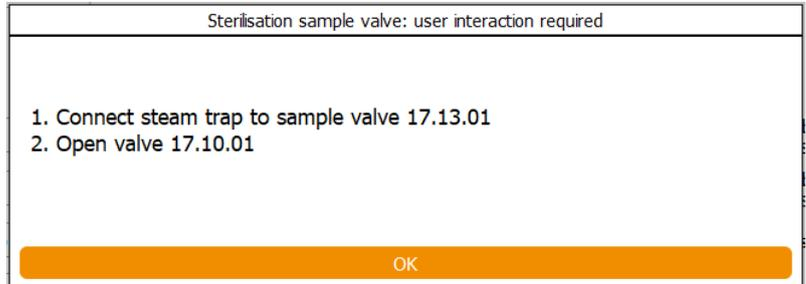 Sterilisation sample valve: user interaction required
1. Connect steam trap to sample valve 17.13.01
2. Open valve 17.10.01
OK